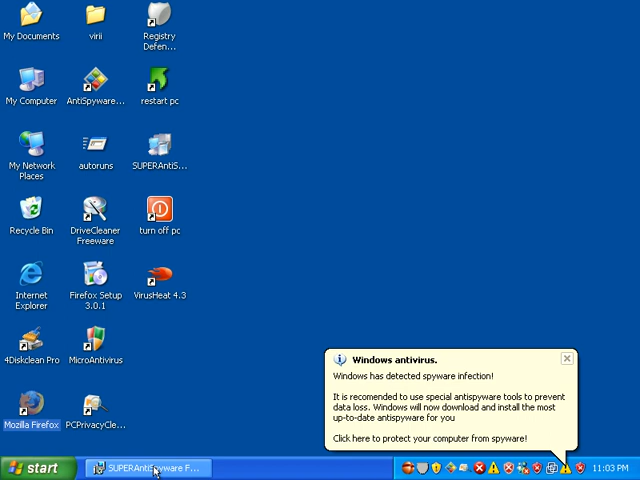 My Documents
virii
Registry
Defen...
My Computer
AntiSpyware...
restart pc
My Network
Places
autoruns
SUPERAntiS...
Recycle Bin
DriveCleaner
Freeware
turn off pc
Internet
Explorer
Firefox Setup
3.0.1
VirusHeat 4.3
4Diskclean Pro
MicroAntivirus
Mozilla Firefox
PCPrivacyCle...
Windows antivirus.
Windows has detected spyware infection!
It is recomended to use special antispyware tools to prevent
data loss. Windows will now download and install the most
up-to-date antispyware for you
Click here to protect your computer from spyware!
start
SUPERAntiSpyware F...
11:03 PM